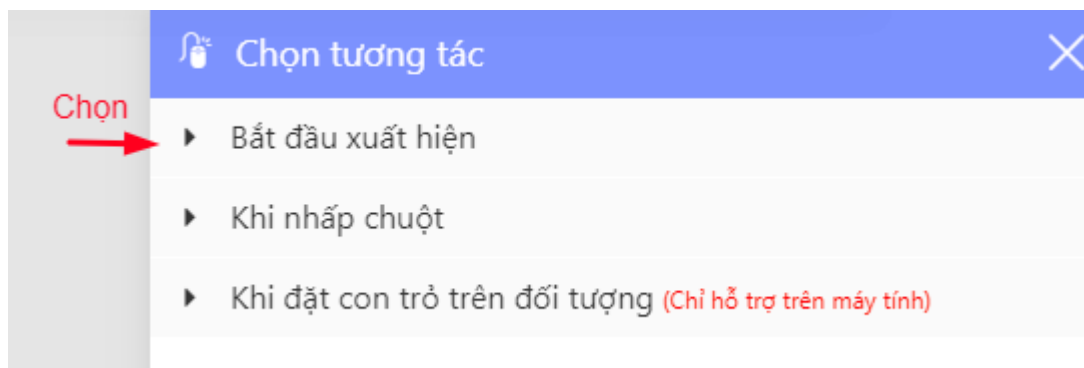 Chọn tương tác
Chọn
Bắt đầu xuất hiện
Khi nhấp chuột
Khi đặt con trỏ trên đối tượng (Chỉ hỗ trợ trên máy tính)